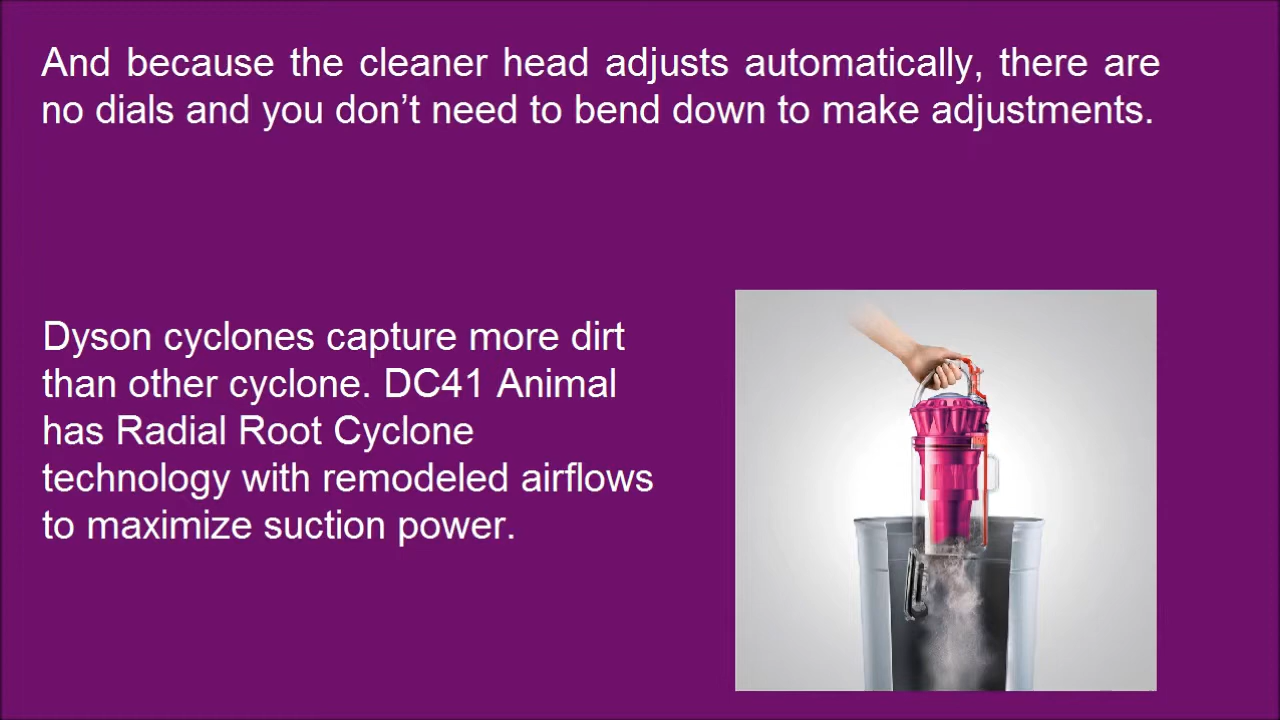 And because the cleaner head adjusts automatically, there are
no dials and you don’t need to bend down to make adjustments.
Dyson cyclones capture more dirt
than other cyclone. DC41 Animal
has Radial Root Cyclone
technology with remodeled airflows
to maximize suction power.